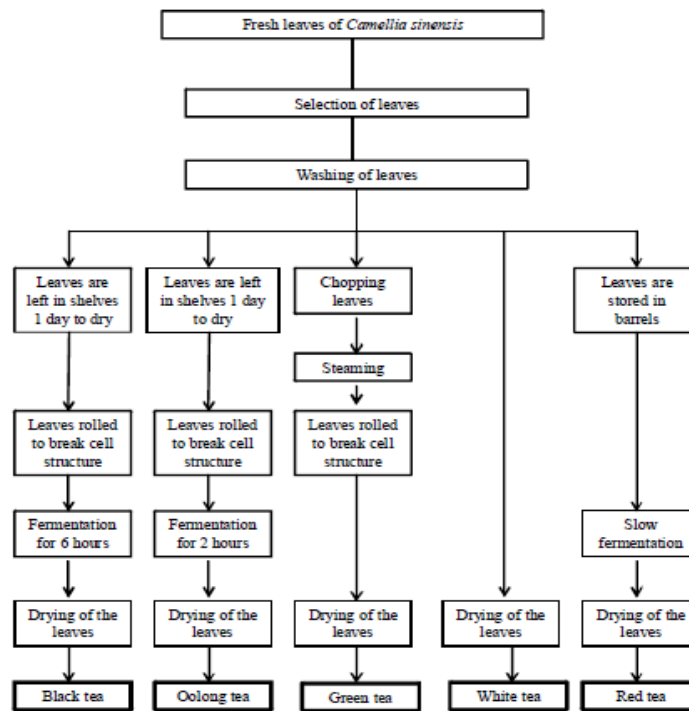 Fresh leaves of Camellia sinensis
Selection of leaves
Washing of leaves
Leaves are
left in shelves
1 day to dry
Leaves are left
in shelves 1 day
to dry
Chopping
leaves
Leaves are
stored in
barrels
Steaming
Leaves rolled
to break cell
structure
Leaves rolled
to break cell
structure
Leaves rolled
to break cell
structure
Fermentation
for 6 hours
Fermentation
for 2 hours
Slow
fermentation
Drying of the
leaves
Drying of the
leaves
Drying of the
leaves
Drying of the
leaves
Drying of the
leaves
Black tea
Oolong tea
Green tea
White tea
Red tea